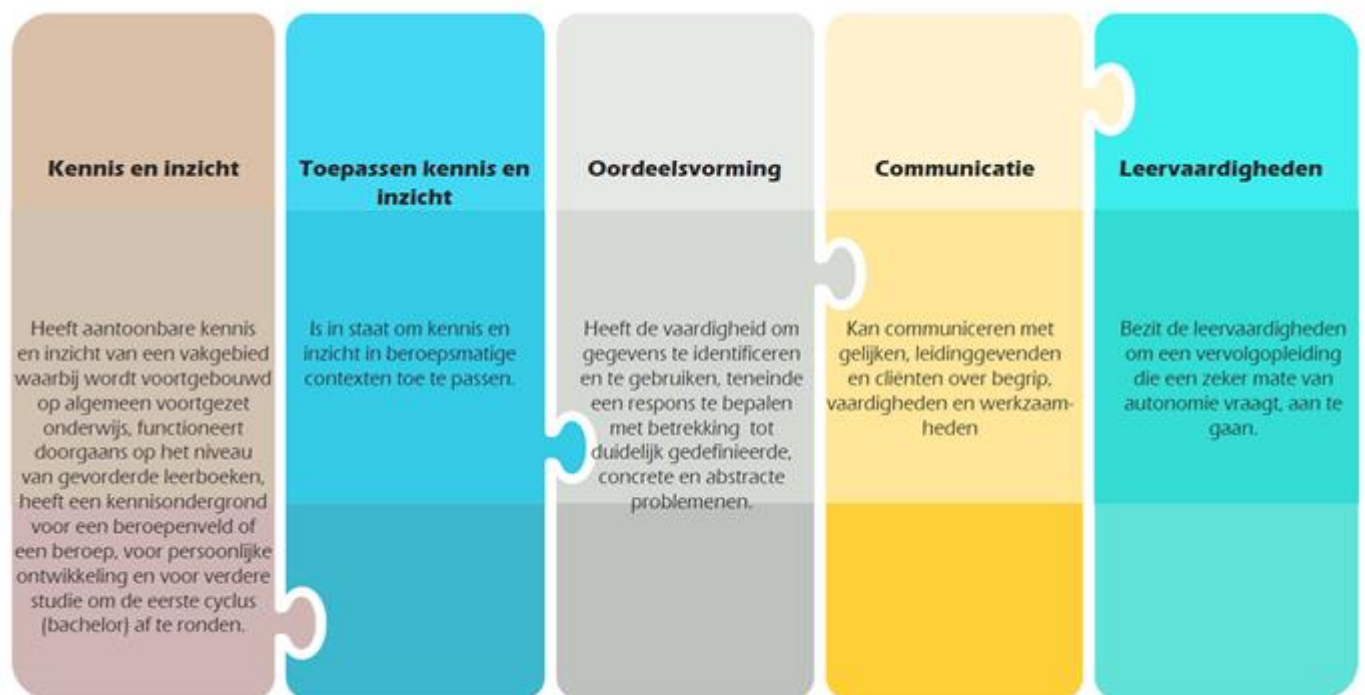 Kennis en inzicht
Heeft aantoonbare kennis
en inzicht van een vakgebied
waarbij wordt voortgebouwd
op algemeen voortgezet
onderwijs, functioneert
doorgaans op het niveau
van gevorderde leerboeken,
heeft een kennisondergrond
voor een beroepenveld of
een beroep, voor persoonlijke
ontwikkeling en voor verdere
studie om de eerste cyclus
(bachelor) af te ronden.
Toepassen kennis en
inzicht
Is in staat om kennis en
inzicht in beroepsmatige
contexten toe te passen.
Oordeelsvorming
Heeft de vaardigheid om
gegevens te identificeren
en te gebruiken, teneinde
een respons te bepalen
met betrekking tot
duidelijk gedefinieerde,
concrete en abstracte
problemenen.
Communicatie
Kan communiceren met
gelijken, leidinggevenden
en cliënten over begrip,
vaardigheden en werkzaam-
heden
Leervaardigheden
Bezit de leervaardigheden
om een vervolgopleiding
die een zeker mate van
autonomie vraagt, aan te
gaan.